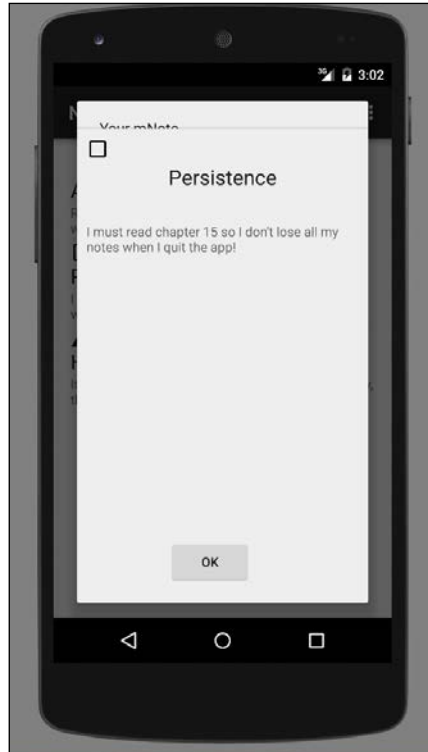 3G 3:02
Your mNote
Persistence
I must read chapter 15 so I don't lose all my
notes when I quit the app!
OK